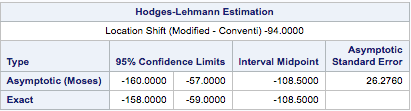 Hodges-Lehmann Estimation
Location Shift (Modified - Conventi) -94.0000
Type 95% Confidence Limits Interval Midpoint Asymptotic Standard Error
Asymptotic (Moses) -160.0000 -57.0000 -108.5000 26.2760
Exact -158.0000 -59.0000 -108.5000